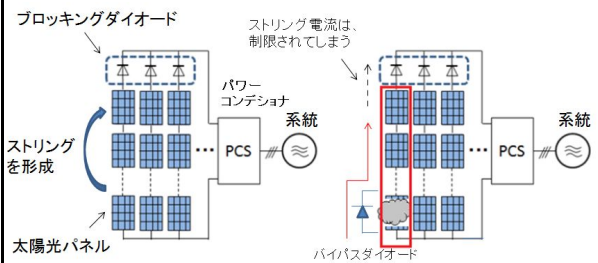 ブロッキングダイオード
パワー
コンデショナ
系統
ストリング
を形成
PCS
太陽光パネル
ストリング電流は、
制限されてしまう
系統
PCS
バイパスダイオード